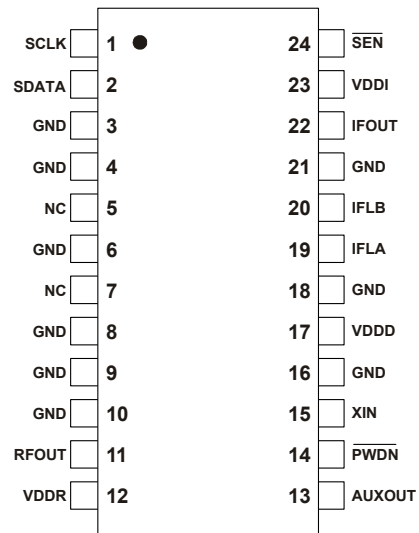 SCLK 1 24 S̅E̅N̅
SDATA 2 23 VDDI
GND 3 22 IFOUT
GND 4 21 GND
NC 5 20 IFLB
GND 6 19 IFLA
NC 7 18 GND
GND 8 17 VDDD
GND 9 16 GND
GND 10 15 XIN
RFOUT 11 14 P̅W̅D̅N̅
VDDR 12 13 AUXOUT